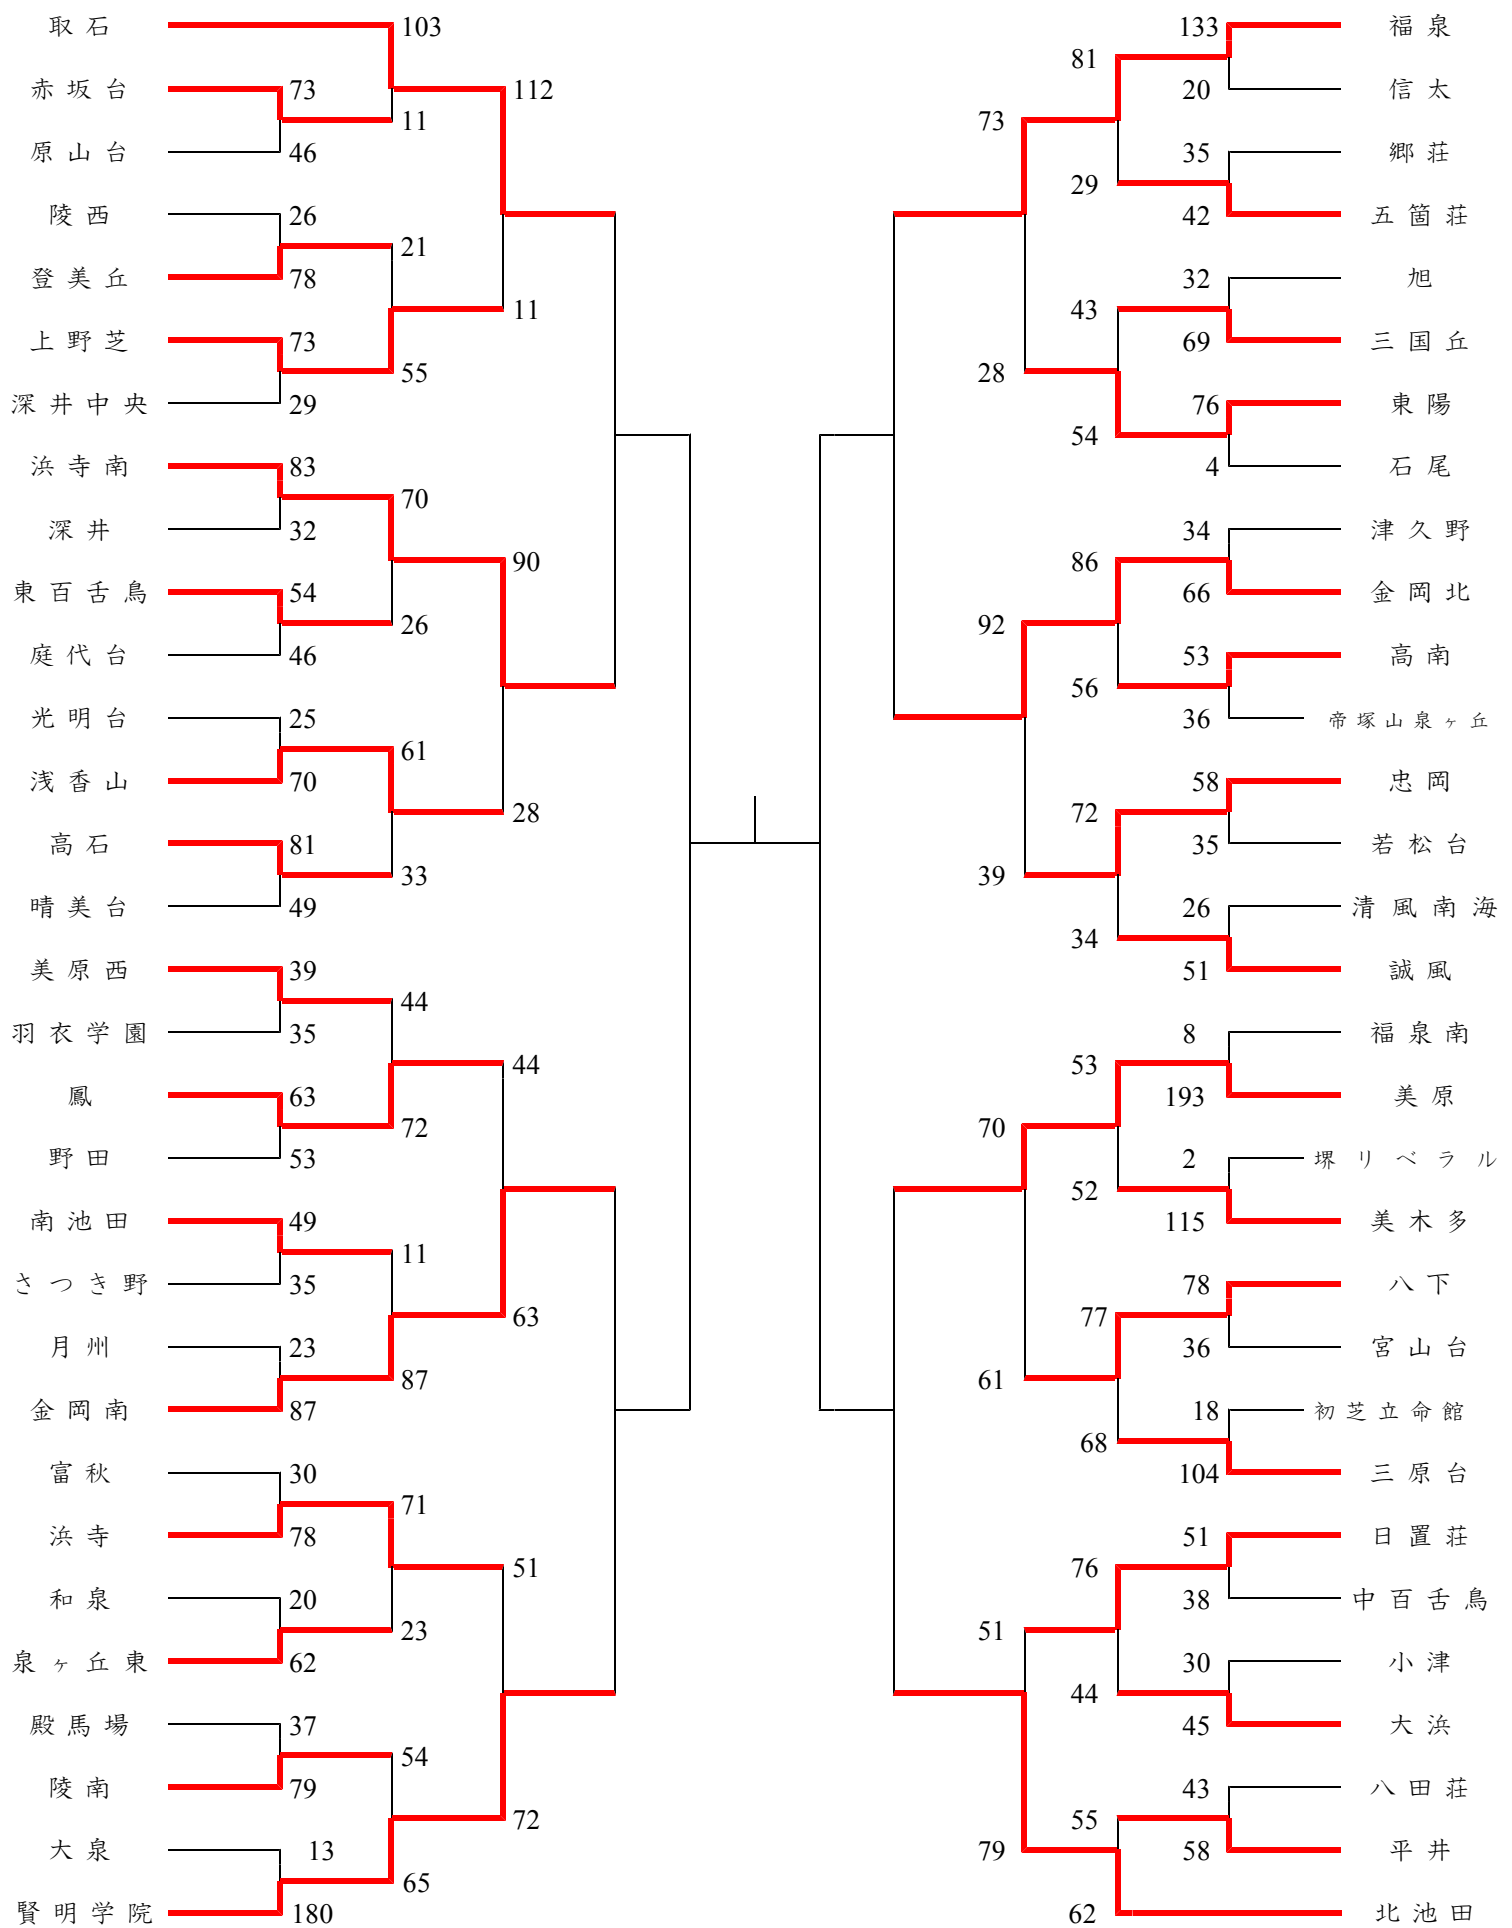 取石 103 133 福泉
81
赤坂台 73 112 20 信太
11 73
原山台 46 35 郷荘
29
陵西 26 42 五箇荘
21
登美丘 78 32 旭
11 43
上野芝 73 69 三国丘
55 28
深井中央 29 76 東陽
54
浜寺南 83 4 石尾
70
深井 32 34 津久野
90 86
東百舌鳥 54 66 金岡北
26 92
庭代台 46 53 高南
56
光明台 25 36 帝塚山泉ヶ丘
61
浅香山 70 58 忠岡
28 72
高石 81 35 若松台
33 39
晴美台 49 26 清風南海
34
美原西 39 51 誠風
44
羽衣学園 35 8 福泉南
44 53
鳳 63 193 美原
72 70
野田 53 2 堺リベラル
52
南池田 49 115 美木多
11
さつき野 35 78 八下
63 77
月州 23 36 宮山台
87 61
金岡南 87 18 初芝立命館
68
富秋 30 104 三原台
71
浜寺 78 51 日置荘
51 76
和泉 20 38 中百舌鳥
23 51
泉ヶ丘東 62 30 小津
44
殿馬場 37 45 大浜
54
陵南 79 43 八田荘
72 55
大泉 13 79 58 平井
65
賢明学院 180 62 北池田